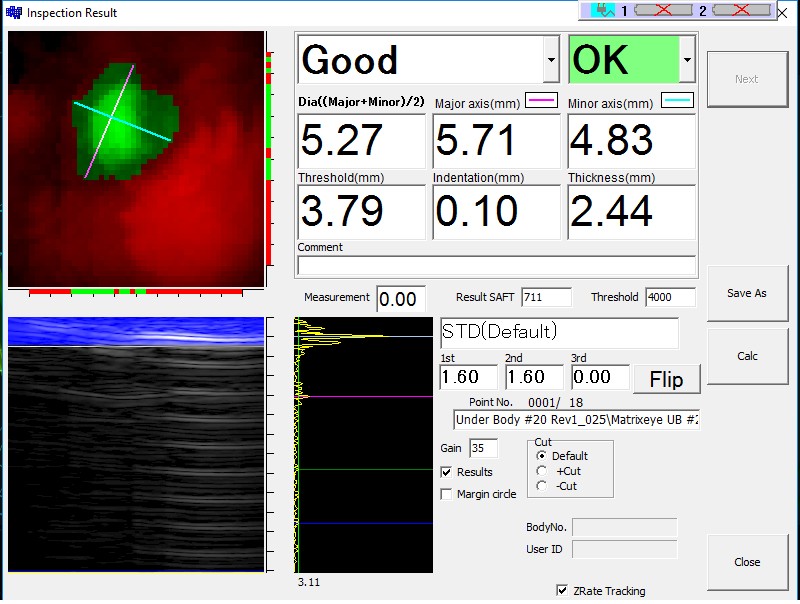 Inspection Result
1 2
Good OK
Next
Dia((Major+Minor)/2) Major axis(mm) Minor axis(mm)
5.27 5.71 4.83
Threshold(mm) Indentation(mm) Thickness(mm)
3.79 0.10 2.44
Comment
Measurement 0.00 Result SAFT 711 Threshold 4000
Save As
STD(Default)
1st 2nd 3rd
1.60 1.60 0.00 Flip
Calc
Point No. 0001/ 18
Under Body #20 Rev1_025\Matrixeye UB #2
Gain 35
Cut
Default
+Cut
-Cut
Results
Margin circle
BodyNo.
User ID
Close
3.11
ZRate Tracking